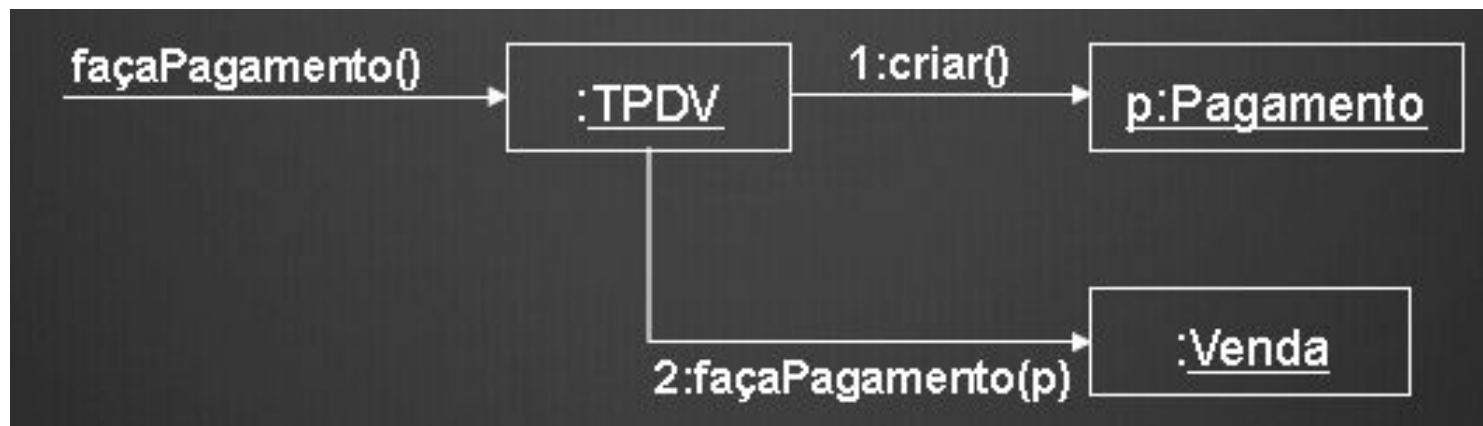 façaPagamento()
:TPDV
1:criar()
p:Pagamento
2:façaPagamento(p)
:Venda